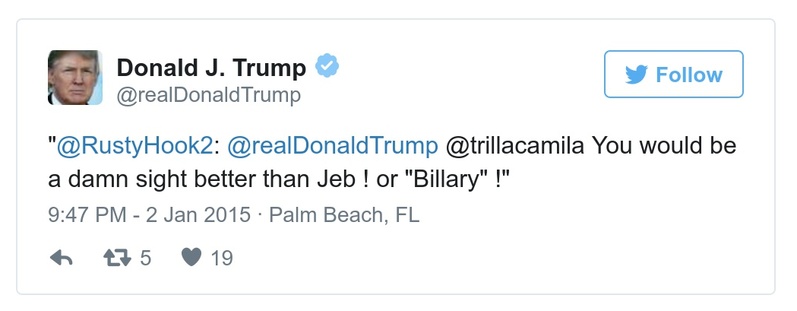 Donald J. Trump
@realDonaldTrump
Follow
"@RustyHook2: @realDonaldTrump @trillacamila You would be
a damn sight better than Jeb ! or "Billary" !"
9:47 PM - 2 Jan 2015 · Palm Beach, FL
5 19